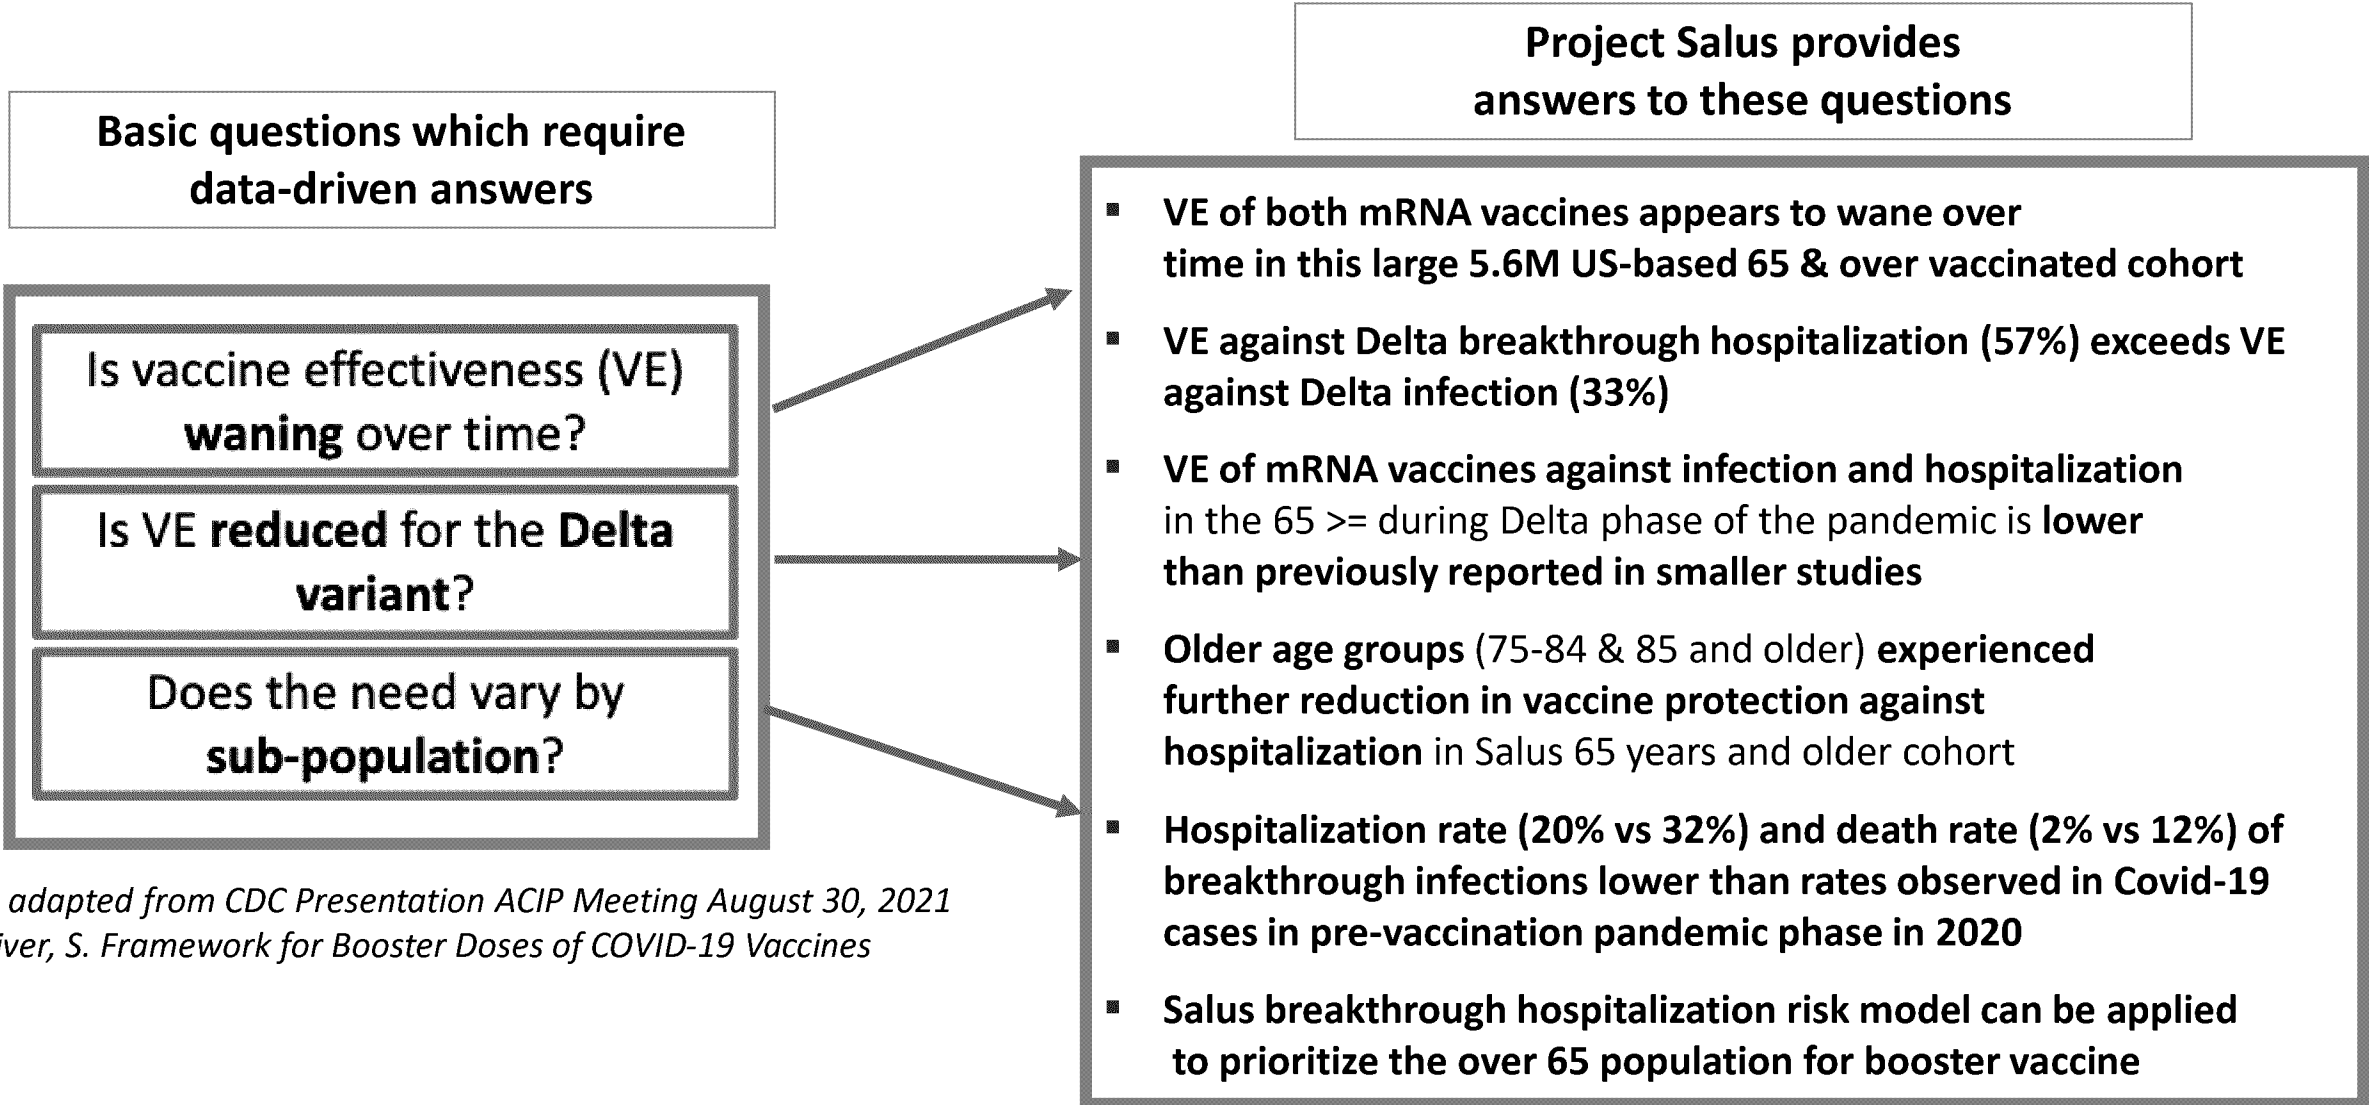 Basic questions which require
data-driven answers
Is vaccine effectiveness (VE)
waning over time?
Is VE reduced for the Delta
variant?
Does the need vary by
sub-population?
adapted from CDC Presentation ACIP Meeting August 30, 2021
S. Framework for Booster Doses of COVID-19 Vaccines
Project Salus provides
answers to these questions
▪ VE of both mRNA vaccines appears to wane over
time in this large 5.6M US-based 65 & over vaccinated cohort
▪ VE against Delta breakthrough hospitalization (57%) exceeds VE
against Delta infection (33%)
▪ VE of mRNA vaccines against infection and hospitalization
in the 65 >= during Delta phase of the pandemic is lower
than previously reported in smaller studies
▪ Older age groups (75-84 & 85 and older) experienced
further reduction in vaccine protection against
hospitalization in Salus 65 years and older cohort
▪ Hospitalization rate (20% vs 32%) and death rate (2% vs 12%) of
breakthrough infections lower than rates observed in Covid-19
cases in pre-vaccination pandemic phase in 2020
▪ Salus breakthrough hospitalization risk model can be applied
to prioritize the over 65 population for booster vaccine